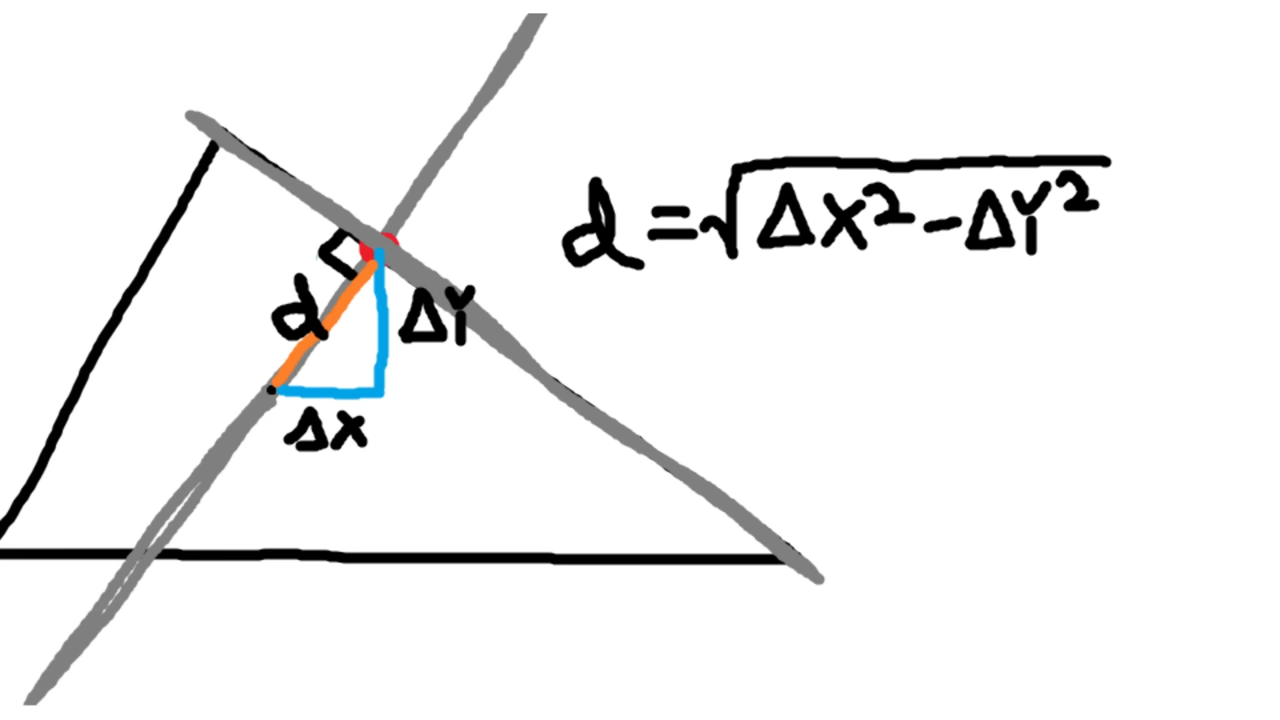 d = √ΔX² - ΔY²
d
ΔY
ΔX